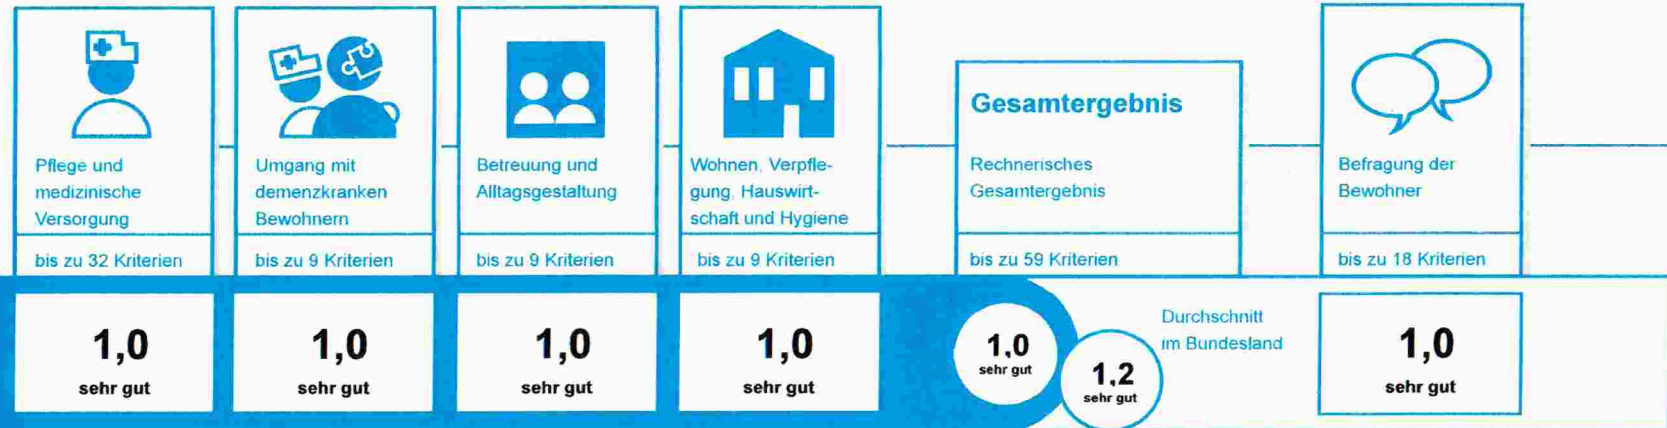 Pflege und
medizinische
Versorgung
bis zu 32 Kriterien
1,0
sehr gut
Umgang mit
demenzkranken
Bewohnern
bis zu 9 Kriterien
1,0
sehr gut
Betreuung und
Alltagsgestaltung
bis zu 9 Kriterien
1,0
sehr gut
Wohnen, Verpfle-
gung, Hauswirt-
schaft und Hygiene
bis zu 9 Kriterien
1,0
sehr gut
Gesamtergebnis
Rechnerisches
Gesamtergebnis
bis zu 59 Kriterien
1,0
sehr gut
1,2
sehr gut
Durchschnitt
im Bundesland
Befragung der
Bewohner
bis zu 18 Kriterien
1,0
sehr gut